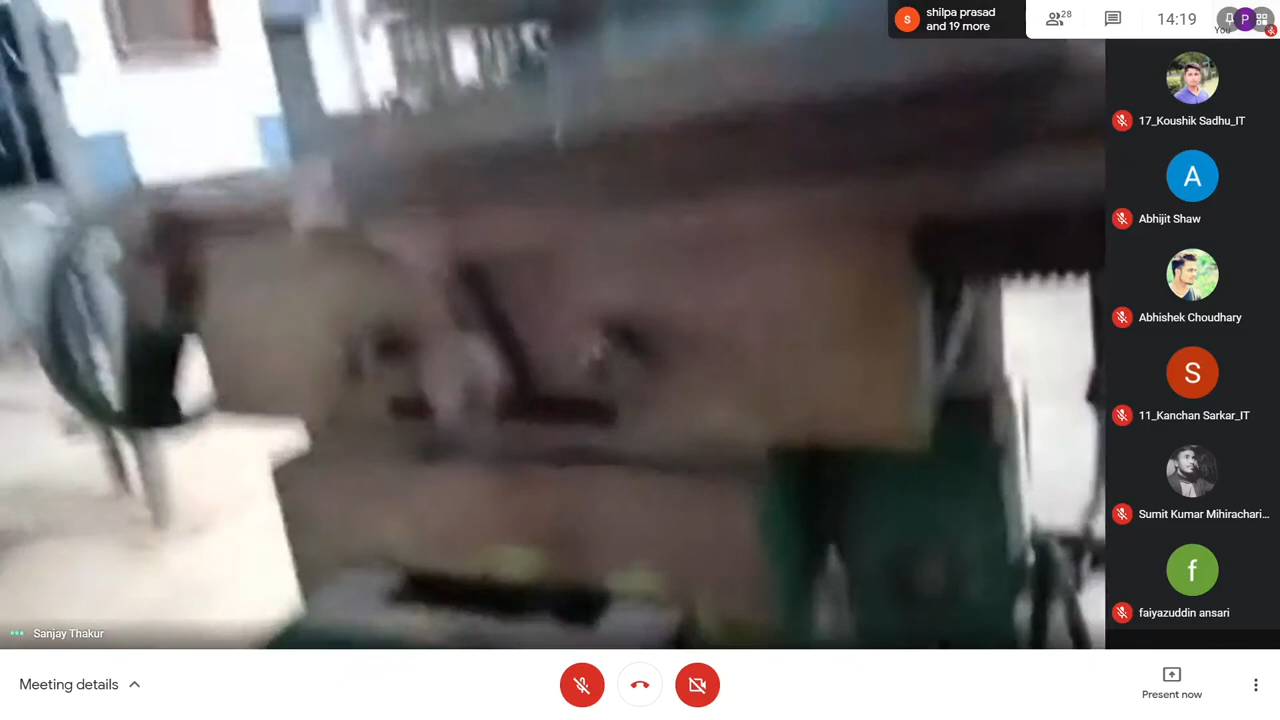 S
shilpa prasad
and 19 more
28
14:19
P
You
17_Koushik Sadhu_IT
A
Abhijit Shaw
Abhishek Choudhary
S
11_Kanchan Sarkar_IT
Sumit Kumar Mihirachari...
f
faiyazuddin ansari
Sanjay Thakur
Meeting details
Present now